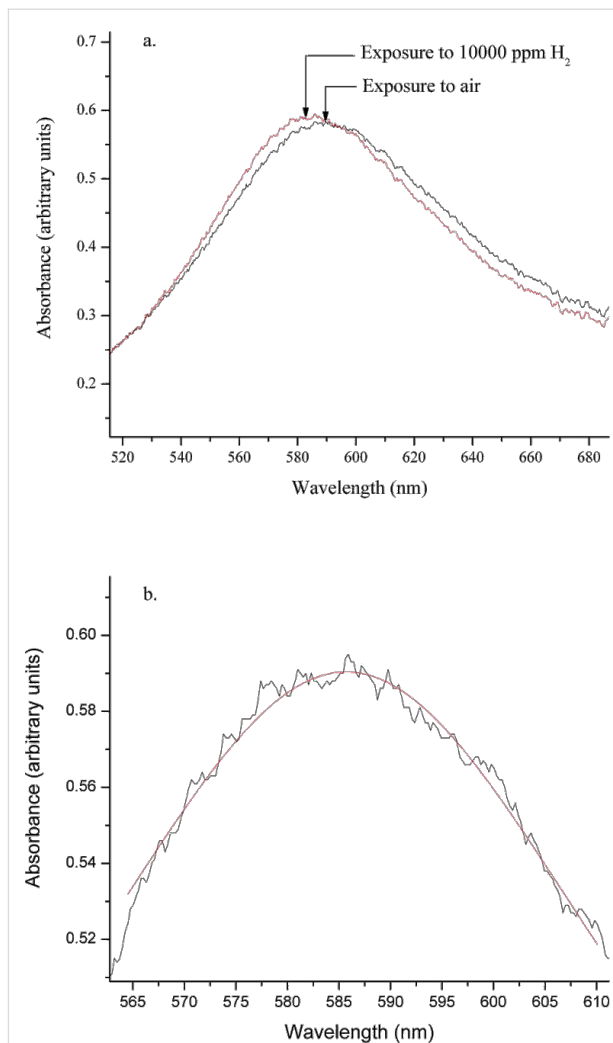 a.
Exposure to 10000 ppm H₂
Exposure to air
0.7
0.6
0.5
0.4
0.3
0.2
Absorbance (arbitrary units)
520 540 560 580 600 620 640 660 680
Wavelength (nm)
b.
0.60
0.58
0.56
0.54
0.52
Absorbance (arbitrary units)
565 570 575 580 585 590 595 600 605 610
Wavelength (nm)